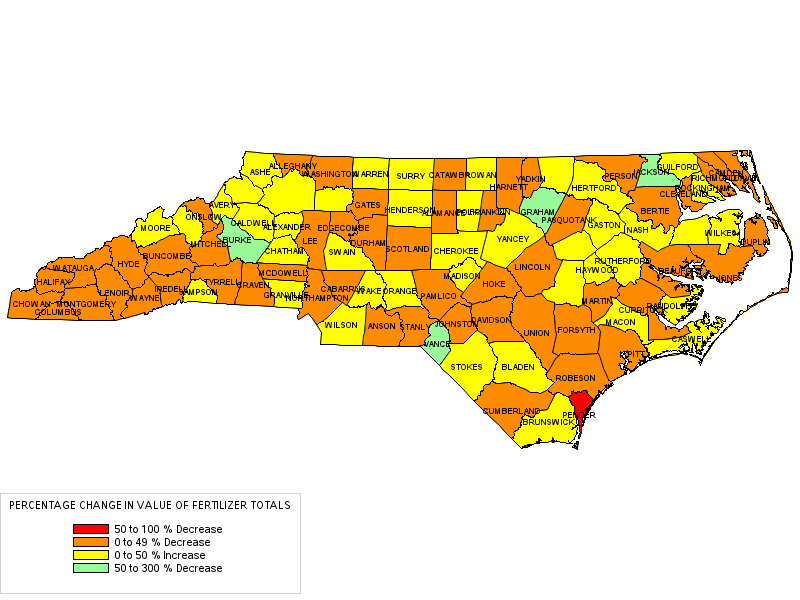 ALLEGHANY
ASHE
WASHINGTON
WARREN
SURRY
CATAWBA
ROWAN
HARNETT
YADKIN
HERTFORD
PERSON
JACKSON
GUILFORD
CAMDEN
RICHMOND
ROCKINGHAM
CLEVELAND
AVERY
ONSLOW
GATES
HENDERSON
ALAMANCE
POLK
FRANKLIN
GRAHAM
PASQUOTANK
BERTIE
GASTON
NASH
WILKES
DUPLIN
MOORE
CALDWELL
ALEXANDER
EDGECOMBE
MITCHELL
BURKE
LEE
DURHAM
SCOTLAND
CHEROKEE
YANCEY
CHATHAM
SWAIN
BUNCOMBE
HYDE
WATAUGA
LINCOLN
HAYWOOD
RUTHERFORD
BEAUFORT
JONES
MCDOWELL
MADISON
HALIFAX
LENOIR
IREDELL
TYRRELL
CRAVEN
CABARRUS
WAKE
ORANGE
PAMLICO
HOKE
SAMPSON
GRANVILLE
NORTHAMPTON
WAYNE
CHOWAN
MONTGOMERY
COLUMBUS
MARTIN
CURRITUCK
RANDOLPH
MACON
WILSON
ANSON
STANLY
JOHNSTON
DAVIDSON
UNION
FORSYTH
VANCE
CASWELL
PITT
STOKES
BLADEN
ROBESON
CUMBERLAND
PENDER
BRUNSWICK
PERCENTAGE CHANGE IN VALUE OF FERTILIZER TOTALS
50 to 100 % Decrease
0 to 49 % Decrease
0 to 50 % Increase
50 to 300 % Decrease